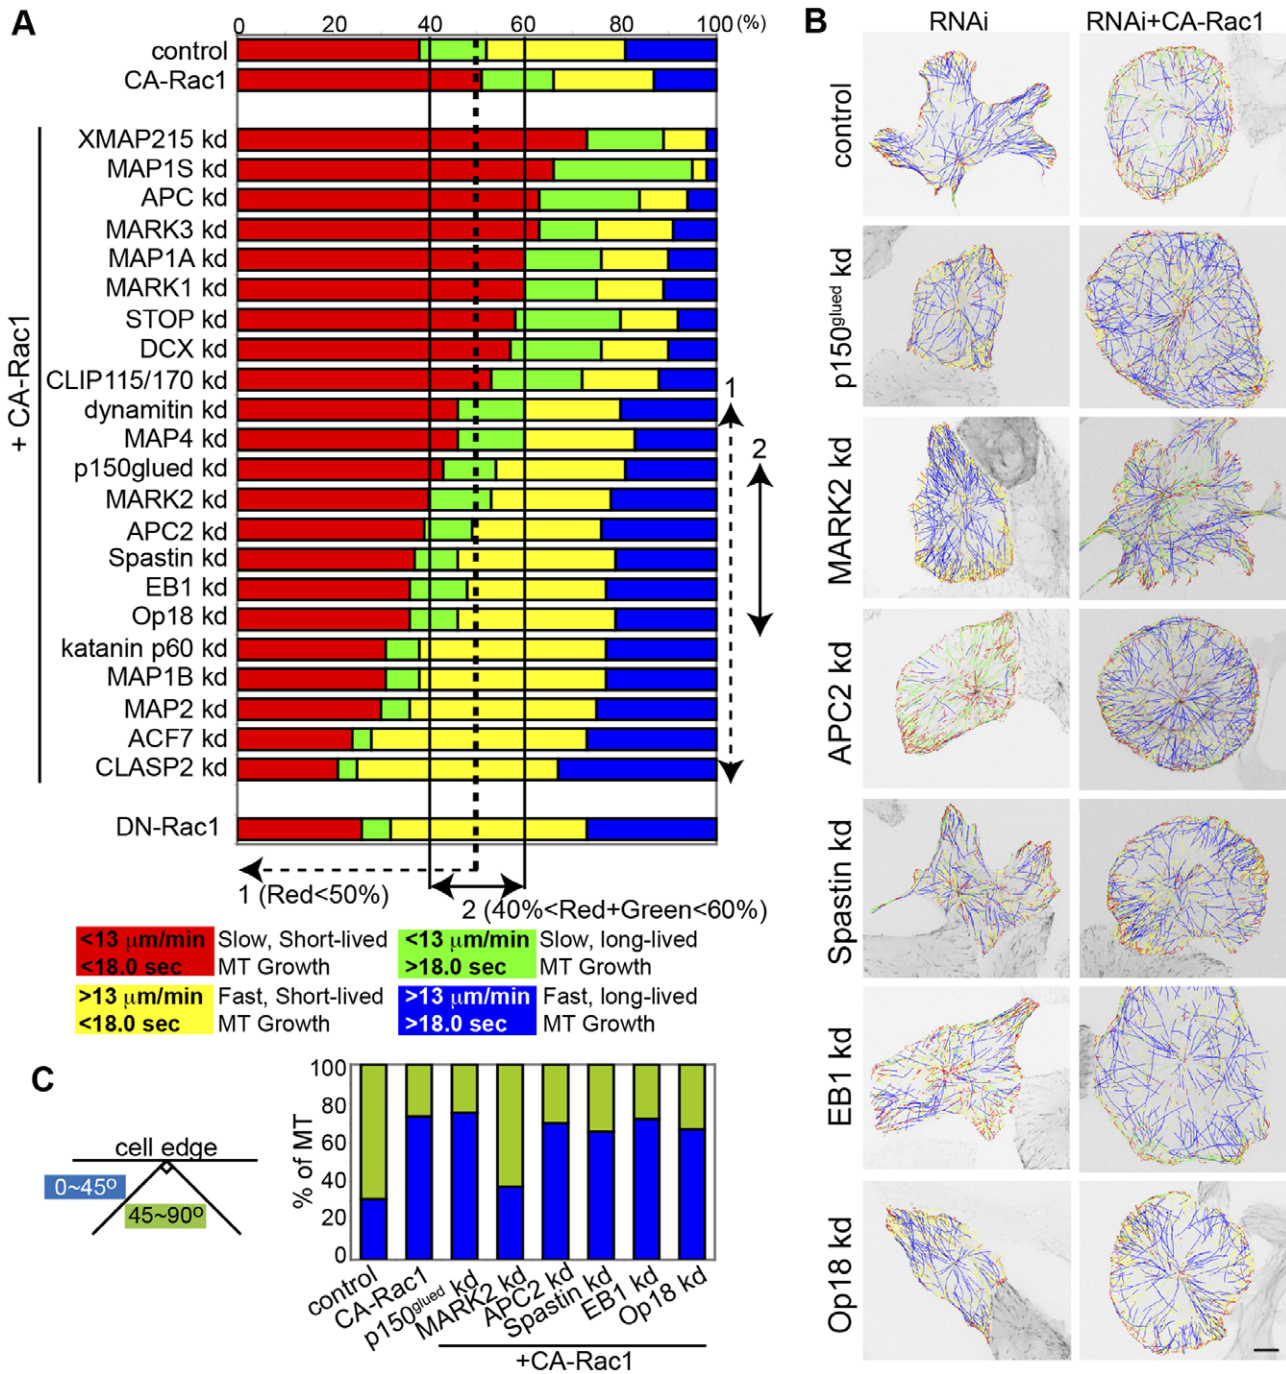 A
0 20 40 60 80 100 (%)
control
CA-Rac1
+ CA-Rac1
XMAP215 kd
MAP1S kd
APC kd
MARK3 kd
MAP1A kd
MARK1 kd
STOP kd
DCX kd
CLIP115/170 kd
dynamitin kd
MAP4 kd
p150glued kd
MARK2 kd
APC2 kd
Spastin kd
EB1 kd
Op18 kd
katanin p60 kd
MAP1B kd
MAP2 kd
ACF7 kd
CLASP2 kd
DN-Rac1
1
2
1 (Red<50%)
2 (40%<Red+Green<60%)
<13 μm/min Slow, Short-lived
<18.0 sec MT Growth
<13 μm/min Slow, long-lived
>18.0 sec MT Growth
>13 μm/min Fast, Short-lived
<18.0 sec MT Growth
>13 μm/min Fast, long-lived
>18.0 sec MT Growth
B
RNAi RNAi+CA-Rac1
control
p150glued kd
MARK2 kd
APC2 kd
Spastin kd
EB1 kd
Op18 kd
C
cell edge
0~45º
45~90º
% of MT
100
80
60
40
20
0
control
CA-Rac1
p150glued kd
MARK2 kd
APC2 kd
Spastin kd
EB1 kd
Op18 kd
+CA-Rac1